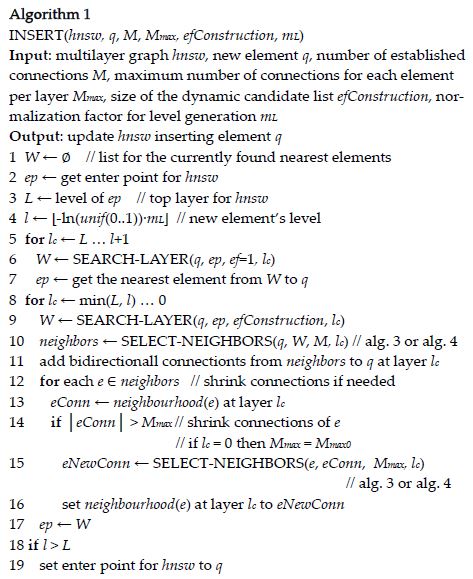 Algorithm 1
INSERT(hnsw, q, M, Mmax, efConstruction, mL)
Input: multilayer graph hnsw, new element q, number of established
connections M, maximum number of connections for each element
per layer Mmax, size of the dynamic candidate list efConstruction, nor-
malization factor for level generation mL
Output: update hnsw inserting element q
1 W ← ∅ // list for the currently found nearest elements
2 ep ← get enter point for hnsw
3 L ← level of ep // top layer for hnsw
4 l ← ⌊-ln(unif(0..1))∙mL⌋ // new element's level
5 for lc ← L … l+1
6 W ← SEARCH-LAYER(q, ep, ef=1, lc)
7 ep ← get the nearest element from W to q
8 for lc ← min(L, l) … 0
9 W ← SEARCH-LAYER(q, ep, efConstruction, lc)
10 neighbors ← SELECT-NEIGHBORS(q, W, M, lc) // alg. 3 or alg. 4
11 add bidirectionall connectionts from neighbors to q at layer lc
12 for each e ∈ neighbors // shrink connections if needed
13 eConn ← neighbourhood(e) at layer lc
14 if │eConn│ > Mmax // shrink connections of e
// if lc = 0 then Mmax = Mmax0
15 eNewConn ← SELECT-NEIGHBORS(e, eConn, Mmax, lc)
// alg. 3 or alg. 4
16 set neighbourhood(e) at layer lc to eNewConn
17 ep ← W
18 if l > L
19 set enter point for hnsw to q